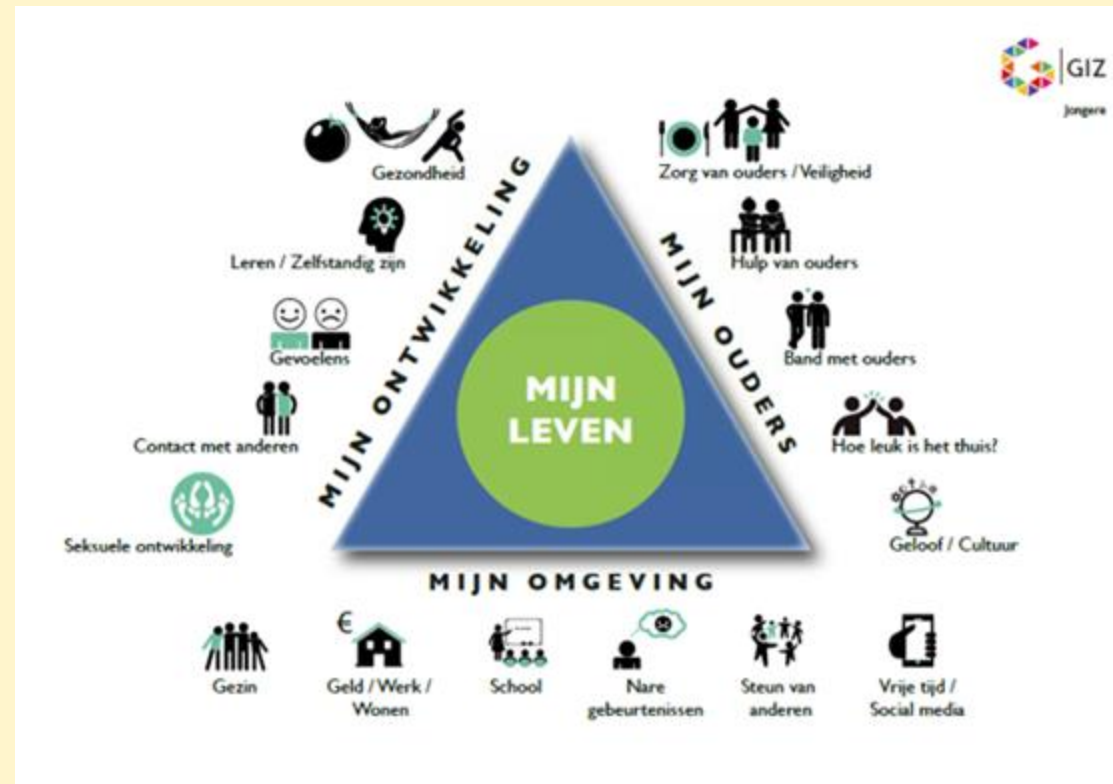 GIZ
Jongere
MIJN ONTWIKKELING
Gezondheid
Leren / Zelfstandig zijn
Gevoelens
Contact met anderen
Seksuele ontwikkeling
MIJN
LEVEN
MIJN OUDERS
Zorg van ouders / Veiligheid
Hulp van ouders
Band met ouders
Hoe leuk is het thuis?
Geloof / Cultuur
MIJN OMGEVING
Gezin
€
Geld / Werk /
Wonen
School
Nare
gebeurtenissen
Steun van
anderen
Vrije tijd /
Social media